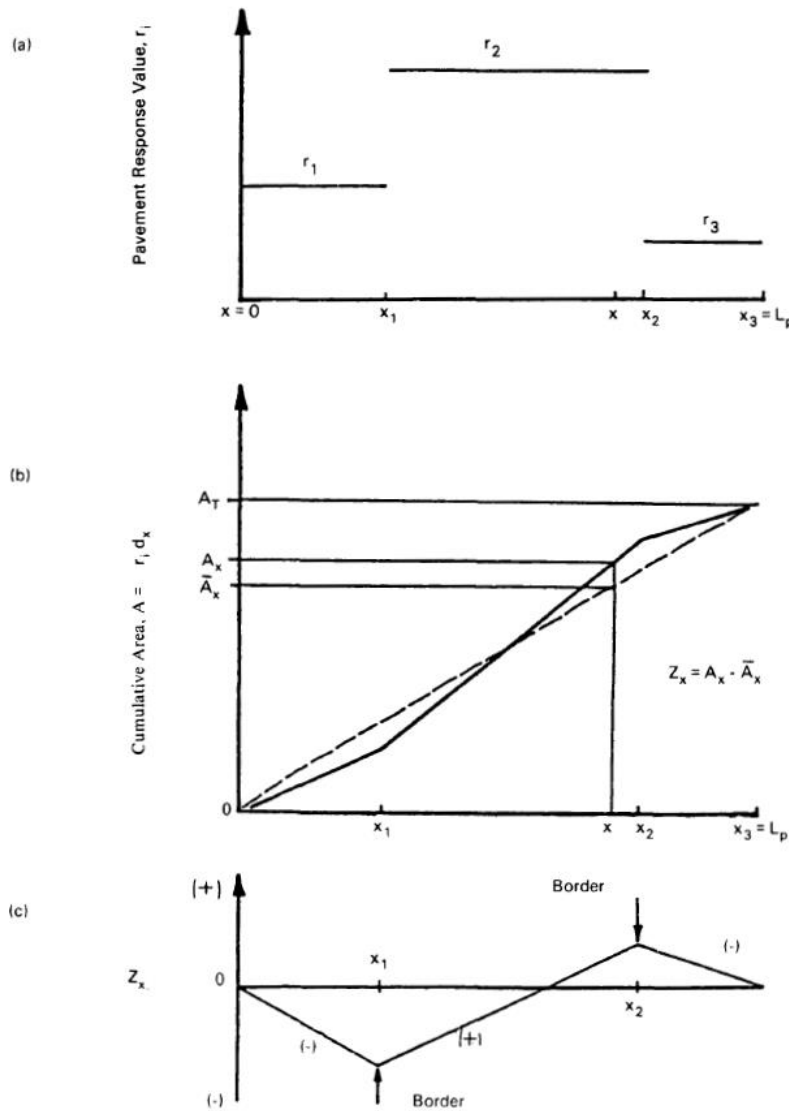 (a)
Pavement Response Value, rᵢ
r₁
r₂
r₃
x = 0
x₁
x
x₂
x₃ = Lₚ
(b)
Cumulative Area, A = rᵢ dₓ
A_T
Aₓ
Āₓ
0
Zₓ = Aₓ - Āₓ
x₁
x
x₂
x₃ = Lₚ
(c)
(+)
Border
Zₓ.
0
x₁
(-)
x₂
(-)
(+)
(-)
Border